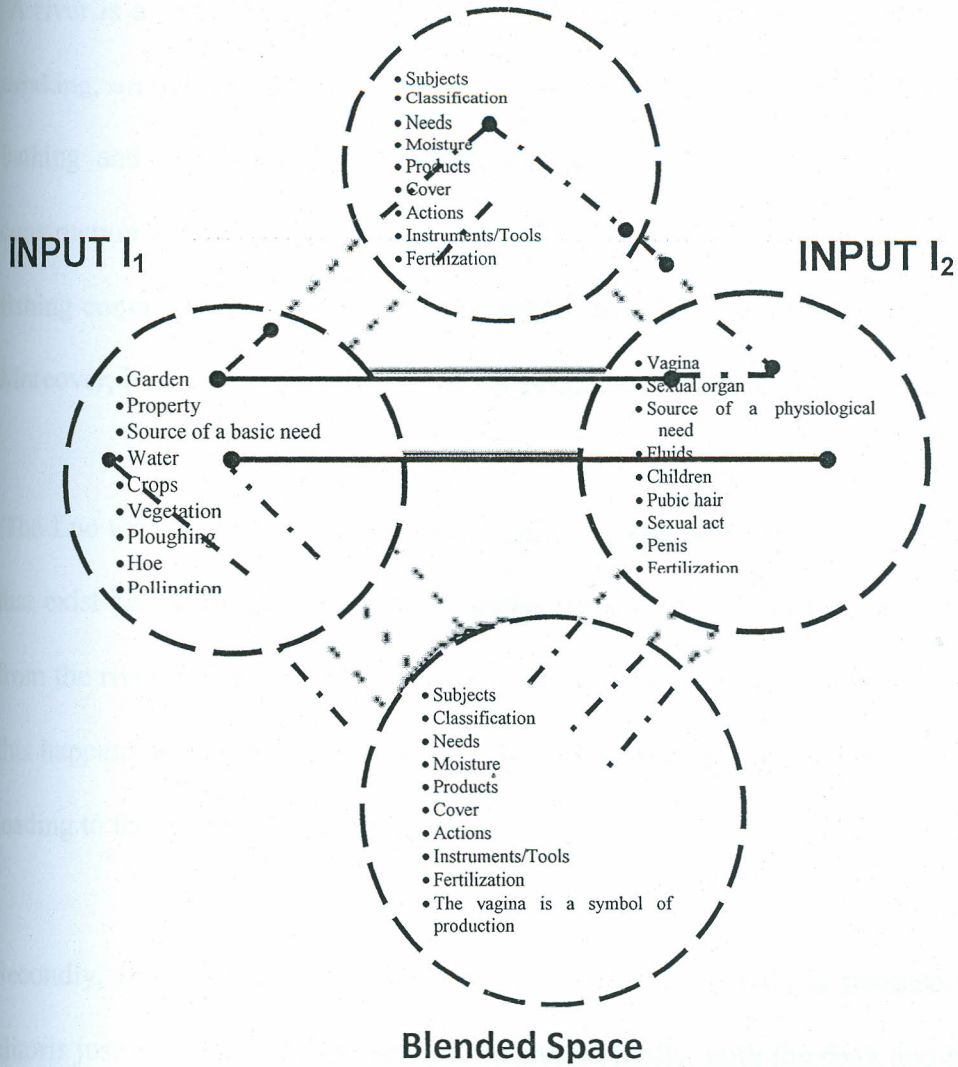 • Subjects
• Classification
• Needs
• Moisture
• Products
• Cover
• Actions
• Instruments/Tools
• Fertilization
INPUT I₁
INPUT I₂
• Garden
• Property
• Source of a basic need
• Water
• Crops
• Vegetation
• Ploughing
• Hoe
• Pollination
• Vagina
• Sexual organ
• Source of a physiological
need
• Fluids
• Children
• Pubic hair
• Sexual act
• Penis
• Fertilization
• Subjects
• Classification
• Needs
• Moisture
• Products
• Cover
• Actions
• Instruments/Tools
• Fertilization
• The vagina is a symbol of
production
Blended Space